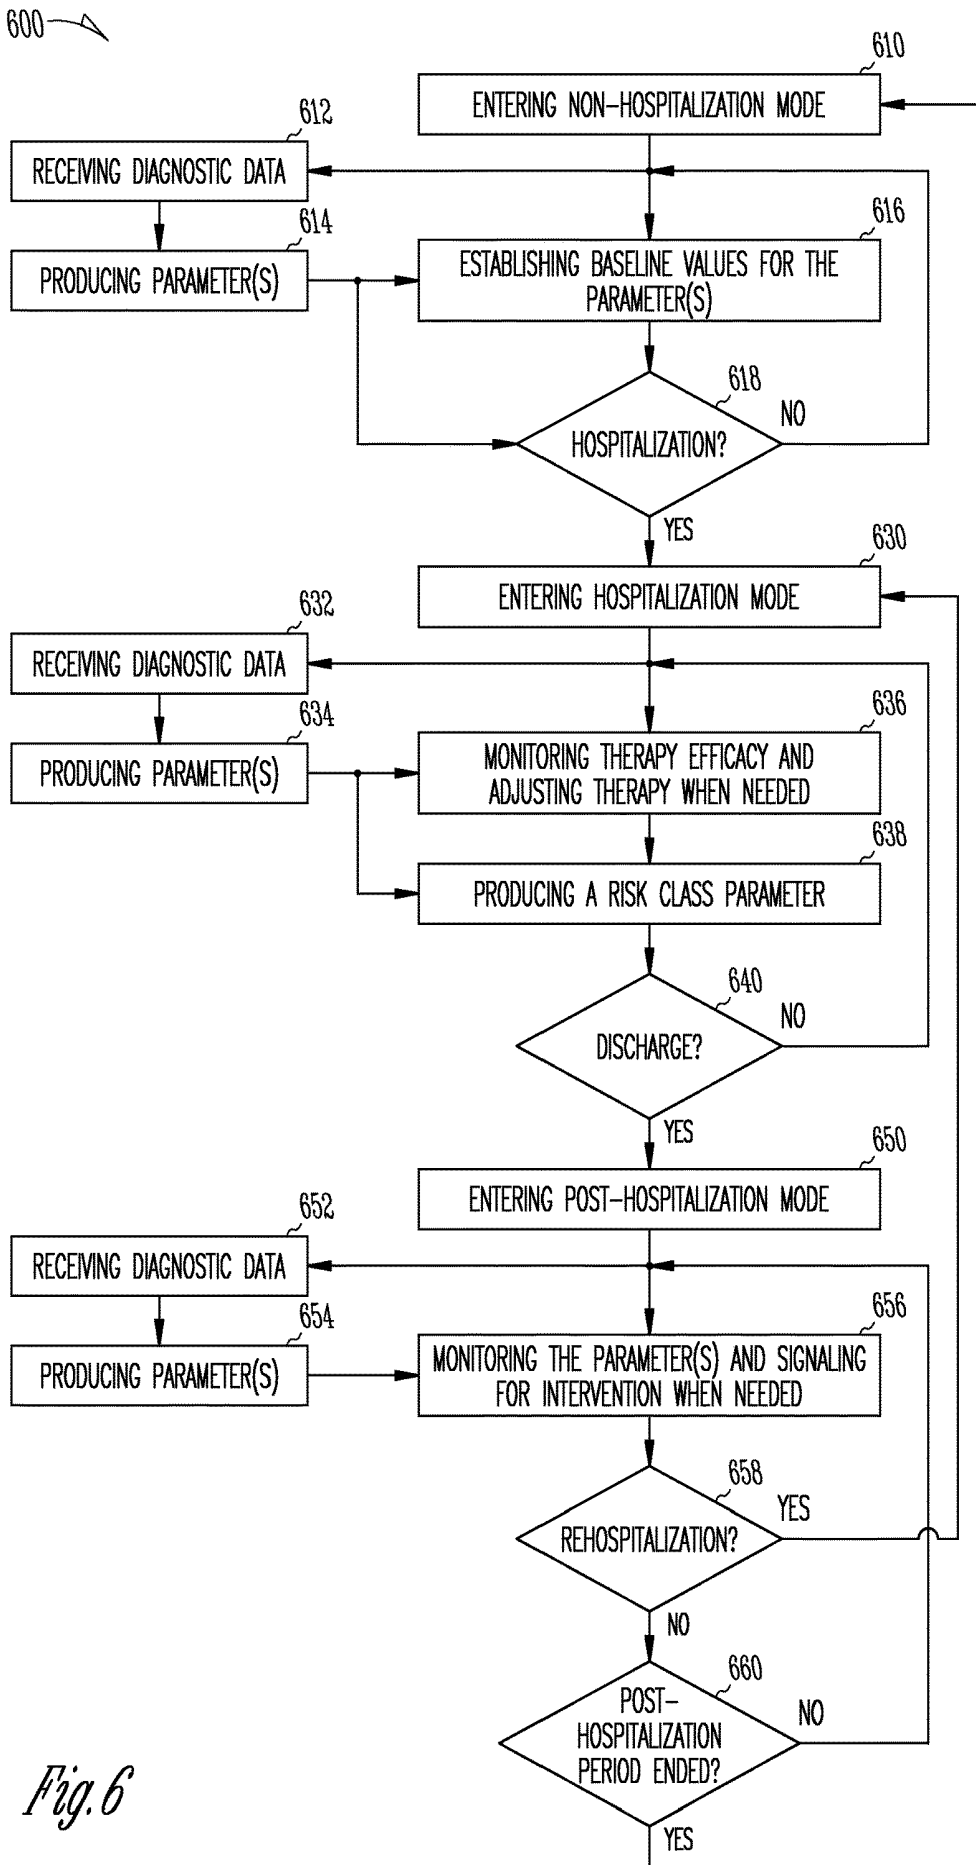 600
610
ENTERING NON-HOSPITALIZATION MODE
612
RECEIVING DIAGNOSTIC DATA
614
PRODUCING PARAMETER(S)
616
ESTABLISHING BASELINE VALUES FOR THE
PARAMETER(S)
618
HOSPITALIZATION?
NO
YES
630
ENTERING HOSPITALIZATION MODE
632
RECEIVING DIAGNOSTIC DATA
634
PRODUCING PARAMETER(S)
636
MONITORING THERAPY EFFICACY AND
ADJUSTING THERAPY WHEN NEEDED
638
PRODUCING A RISK CLASS PARAMETER
640
DISCHARGE?
NO
YES
650
ENTERING POST-HOSPITALIZATION MODE
652
RECEIVING DIAGNOSTIC DATA
654
PRODUCING PARAMETER(S)
656
MONITORING THE PARAMETER(S) AND SIGNALING
FOR INTERVENTION WHEN NEEDED
658
REHOSPITALIZATION?
YES
NO
660
POST-
HOSPITALIZATION
PERIOD ENDED?
NO
YES
Fig.6